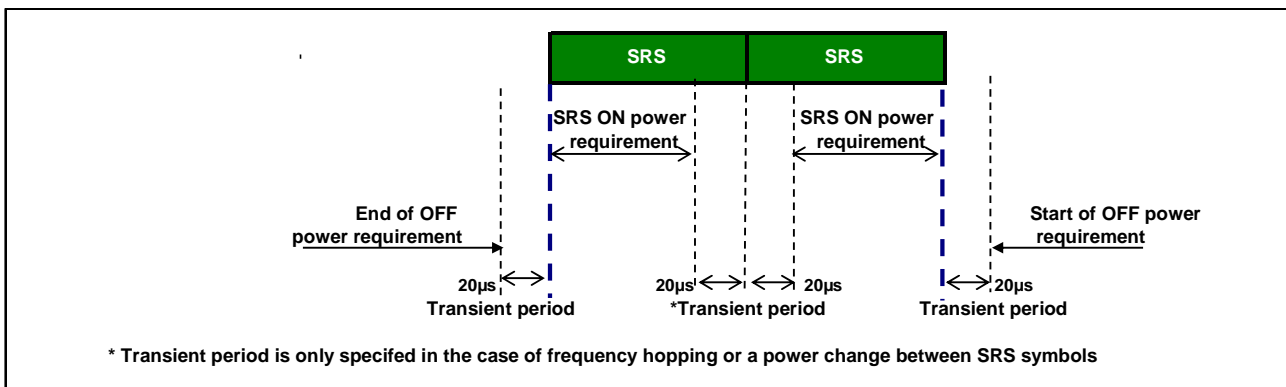 SRS SRS
SRS ON power requirement
SRS ON power requirement
End of OFF power requirement
Start of OFF power requirement
20µs 20µs 20µs 20µs
Transient period *Transient period Transient period
* Transient period is only specifed in the case of frequency hopping or a power change between SRS symbols